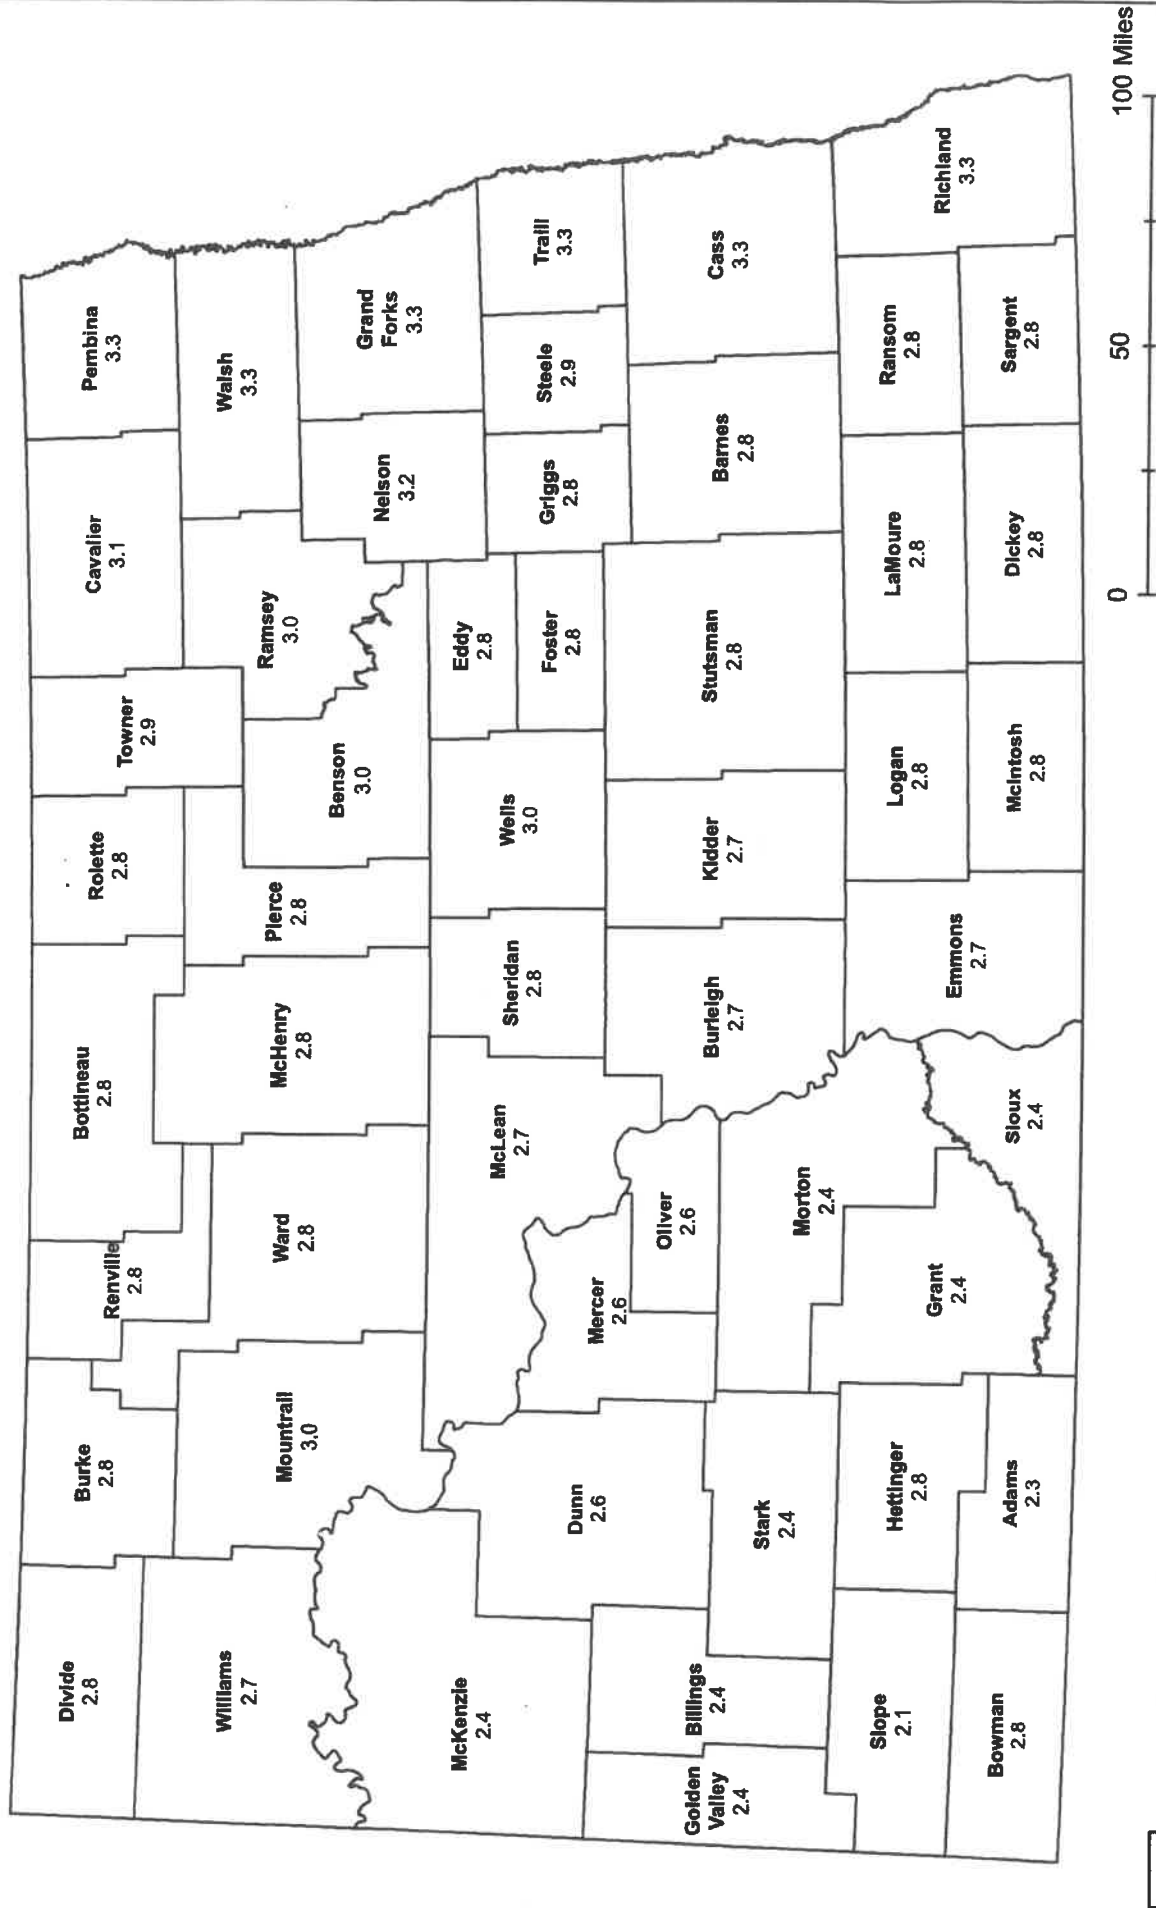 Divide
2.8
Burke
2.8
Renville
2.8
Bottineau
2.8
Rolette
2.8
Towner
2.9
Cavalier
3.1
Pembina
3.3
Williams
2.7
Mountrail
3.0
Ward
2.8
McHenry
2.8
Pierce
2.8
Benson
3.0
Ramsey
3.0
Walsh
3.3
Nelson
3.2
Grand
Forks
3.3
McKenzie
2.4
Dunn
2.6
Mercer
2.6
McLean
2.7
Sheridan
2.8
Wells
3.0
Eddy
2.8
Foster
2.8
Griggs
2.8
Steele
2.9
Traill
3.3
Golden
Valley
2.4
Billings
2.4
Stark
2.4
Oliver
2.6
Morton
2.4
Burleigh
2.7
Kidder
2.7
Stutsman
2.8
Barnes
2.8
Cass
3.3
Slope
2.1
Hettinger
2.8
Grant
2.4
Emmons
2.7
Logan
2.8
LaMoure
2.8
Ransom
2.8
Richland
3.3
Bowman
2.8
Adams
2.3
Sioux
2.4
McIntosh
2.8
Dickey
2.8
Sargent
2.8
0 50 100 Miles